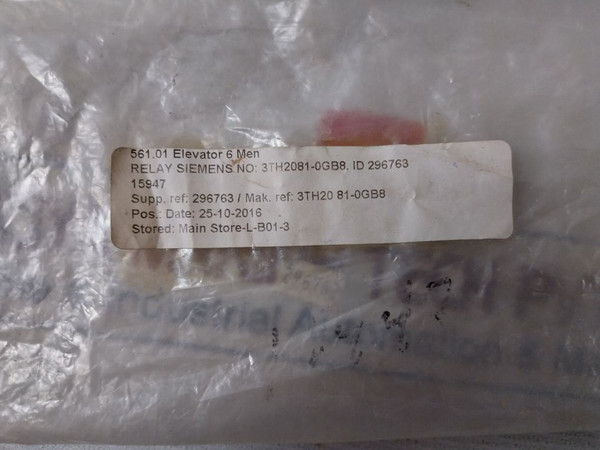 561.01 Elevator 6 Men
RELAY SIEMENS NO: 3TH2081-0GB8, ID 296763
15947
Supp. ref: 296763 / Mak. ref: 3TH20 81-0GB8
Pos.: Date: 25-10-2016
Stored: Main Store-L-B01-3